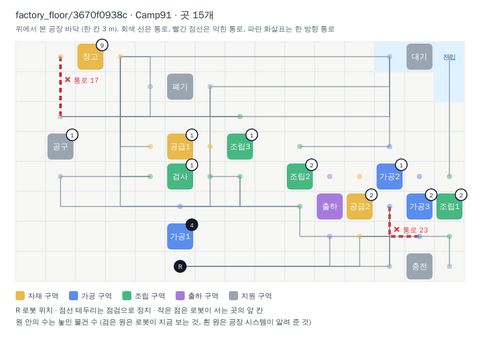 factory_floor/3670f0938c · Camp91 · 곳 15개
위에서 본 공장 바닥 (한 칸 3 m). 회색 선은 통로, 빨간 점선은 막힌 통로, 파란 화살표는 한 방향 통로
창고 9
대기
진입
✖ 통로 17
폐기
공구 1
공급1 1
조립3 1
검사 1
조립2 2
가공2 1
출하
공급2 2
가공3 2
조립1 2
가공1 4
✖ 통로 23
R
충전
자재 구역 가공 구역 조립 구역 출하 구역 지원 구역
R 로봇 위치 · 점선 테두리는 점검으로 정지 · 작은 점은 로봇이 서는 곳의 앞 칸
원 안의 수는 놓인 물건 수 (검은 원은 로봇이 지금 보는 것, 흰 원은 공장 시스템이 알려 준 것)